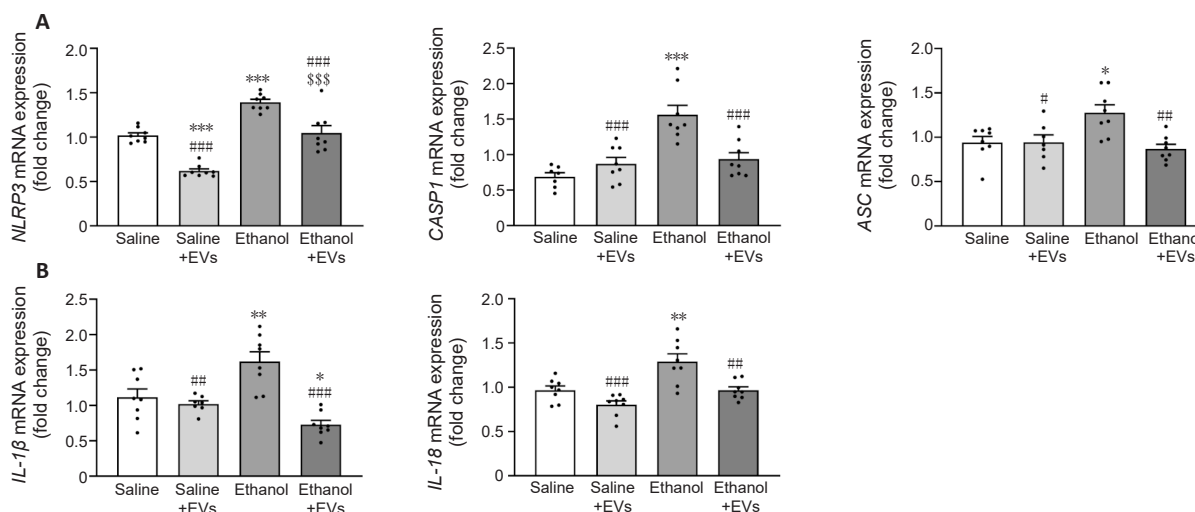 A
NLRP3 mRNA expression
(fold change)
2.0
1.5
1.0
0.5
0
***
###
***
###
$$$
Saline
Saline
+EVs
Ethanol
Ethanol
+EVs
CASP1 mRNA expression
(fold change)
2.5
2.0
1.5
1.0
0.5
0
###
***
###
Saline
Saline
+EVs
Ethanol
Ethanol
+EVs
ASC mRNA expression
(fold change)
2.0
1.5
1.0
0.5
0
#
*
##
Saline
Saline
+EVs
Ethanol
Ethanol
+EVs
B
IL-1β mRNA expression
(fold change)
2.5
2.0
1.5
1.0
0.5
0
##
**
*
###
Saline
Saline
+EVs
Ethanol
Ethanol
+EVs
IL-18 mRNA expression
(fold change)
2.0
1.5
1.0
0.5
0
###
**
##
Saline
Saline
+EVs
Ethanol
Ethanol
+EVs